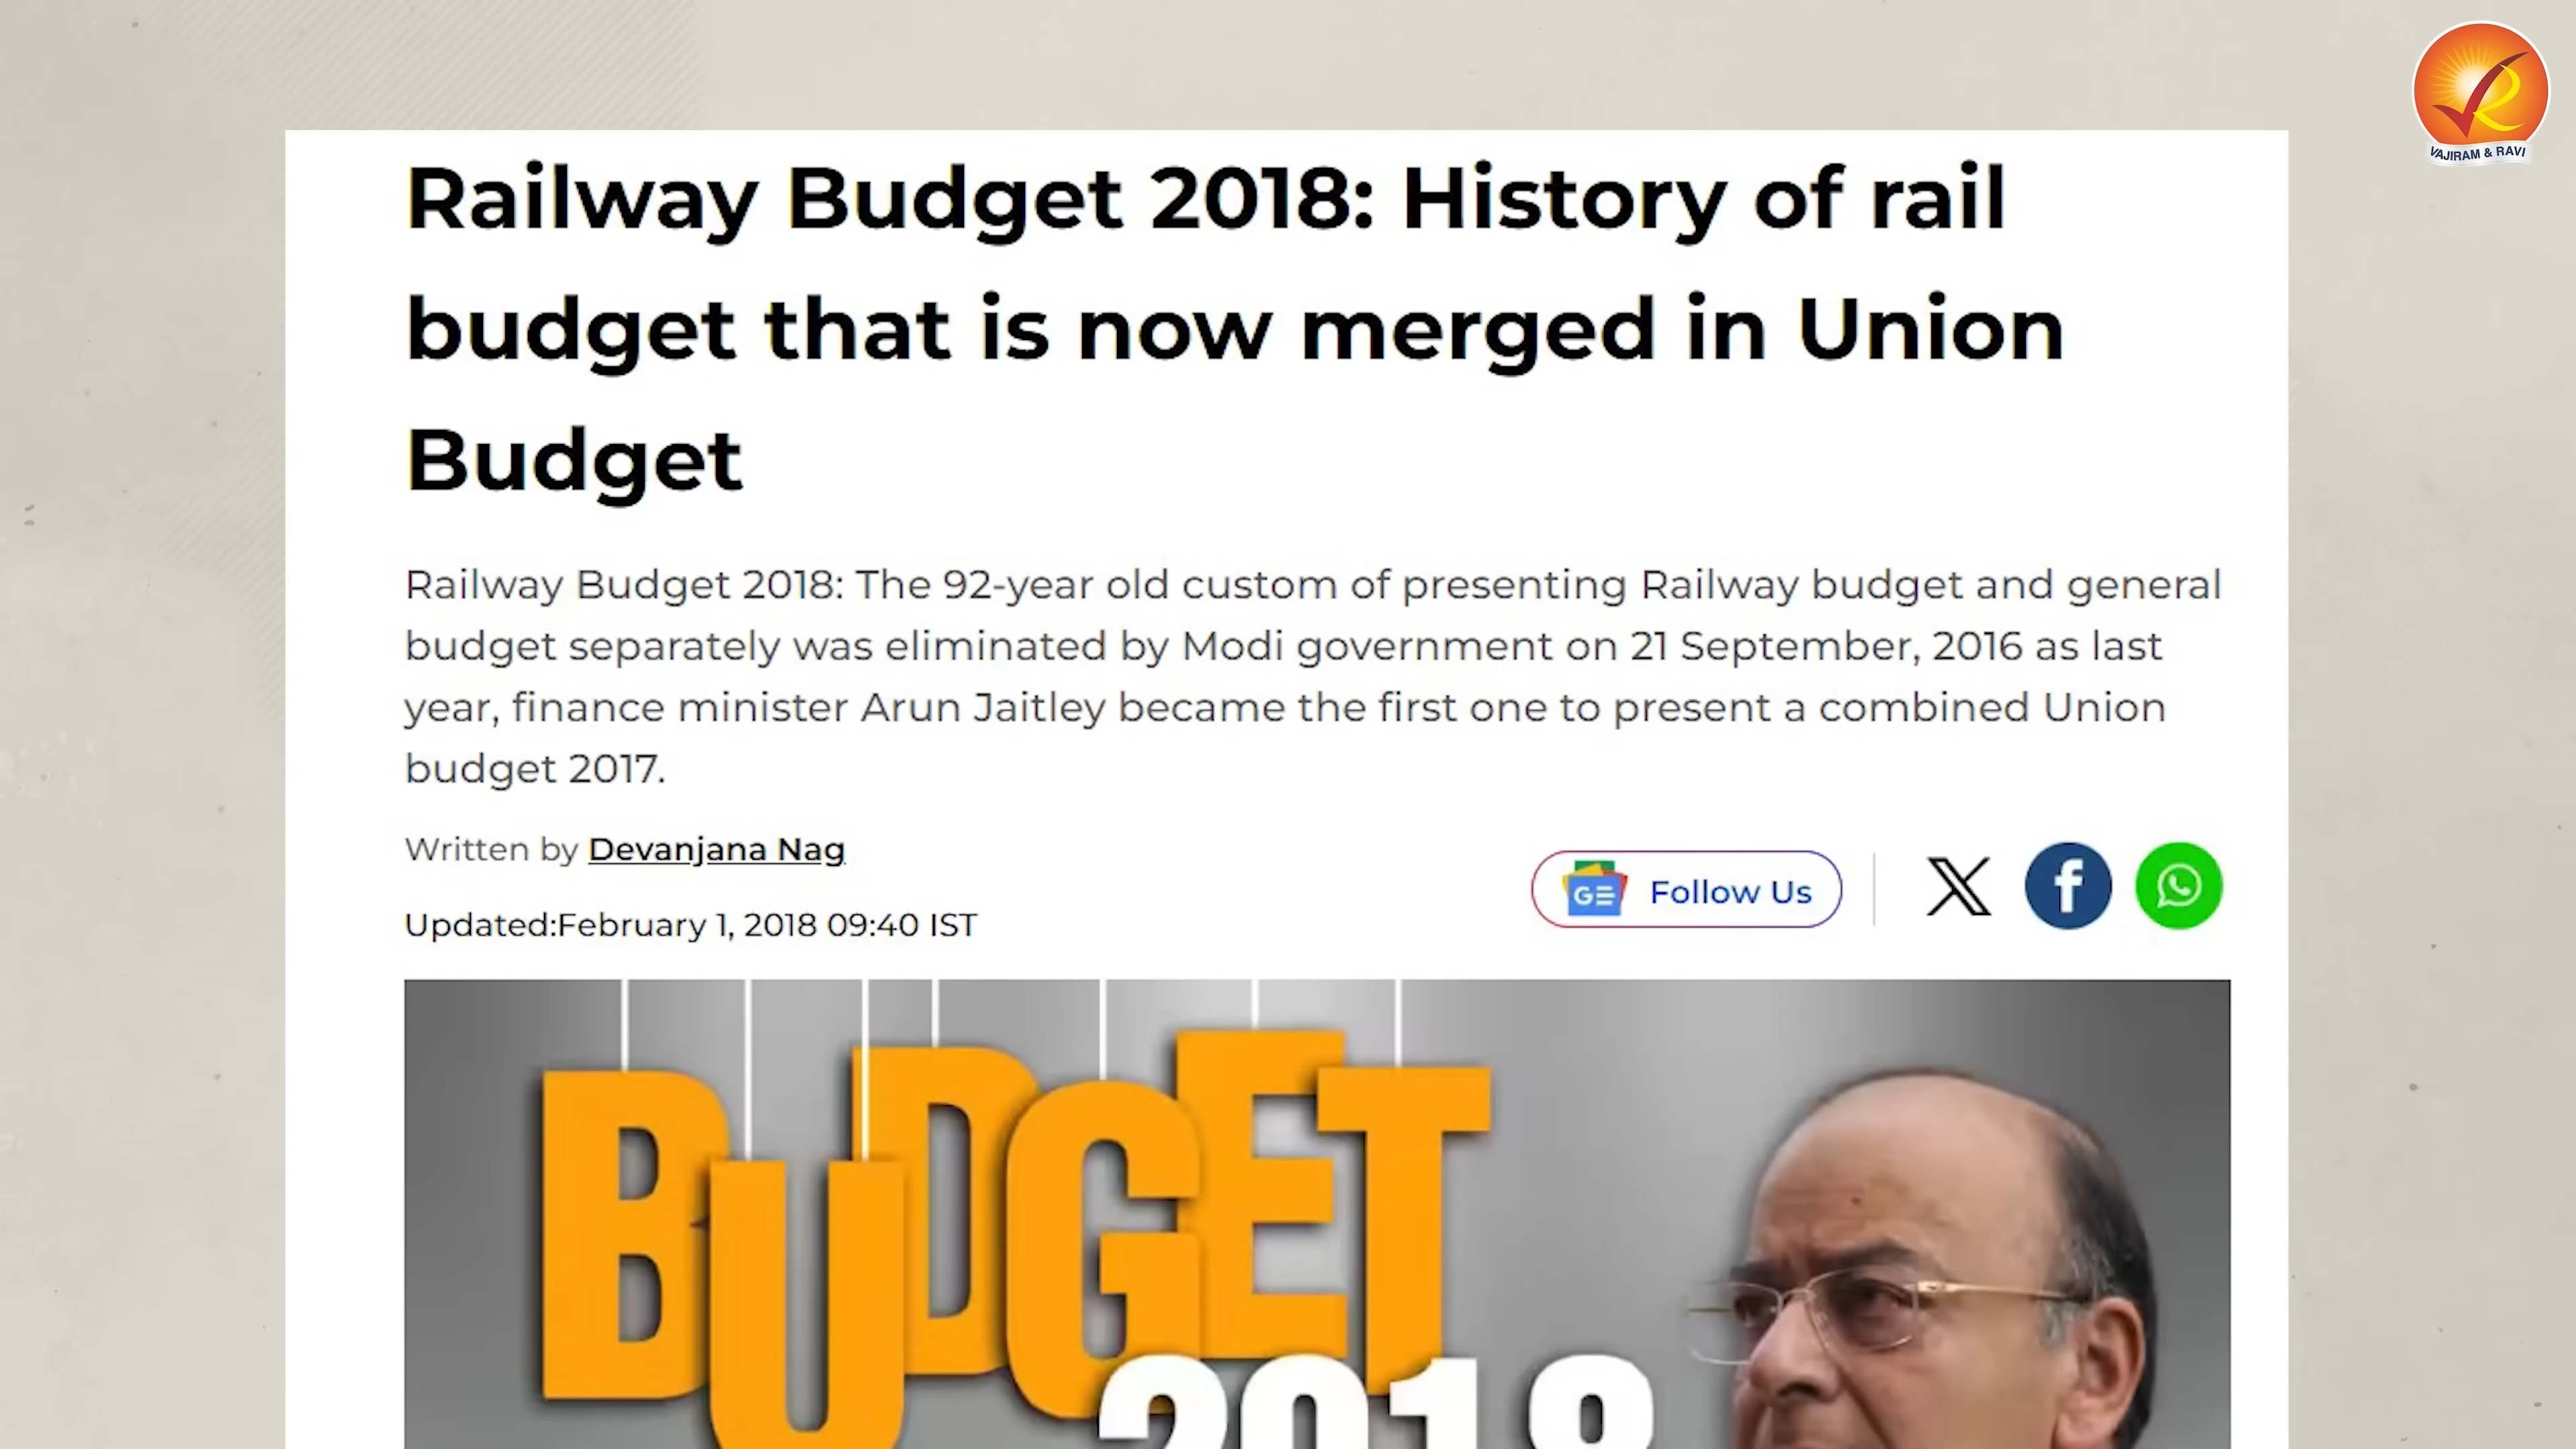 VAJIRAM & RAVI
Railway Budget 2018: History of rail
budget that is now merged in Union
Budget
Railway Budget 2018: The 92-year old custom of presenting Railway budget and general
budget separately was eliminated by Modi government on 21 September, 2016 as last
year, finance minister Arun Jaitley became the first one to present a combined Union
budget 2017.
Written by Devanjana Nag
Updated:February 1, 2018 09:40 IST
GE Follow Us
BUDGET
2018